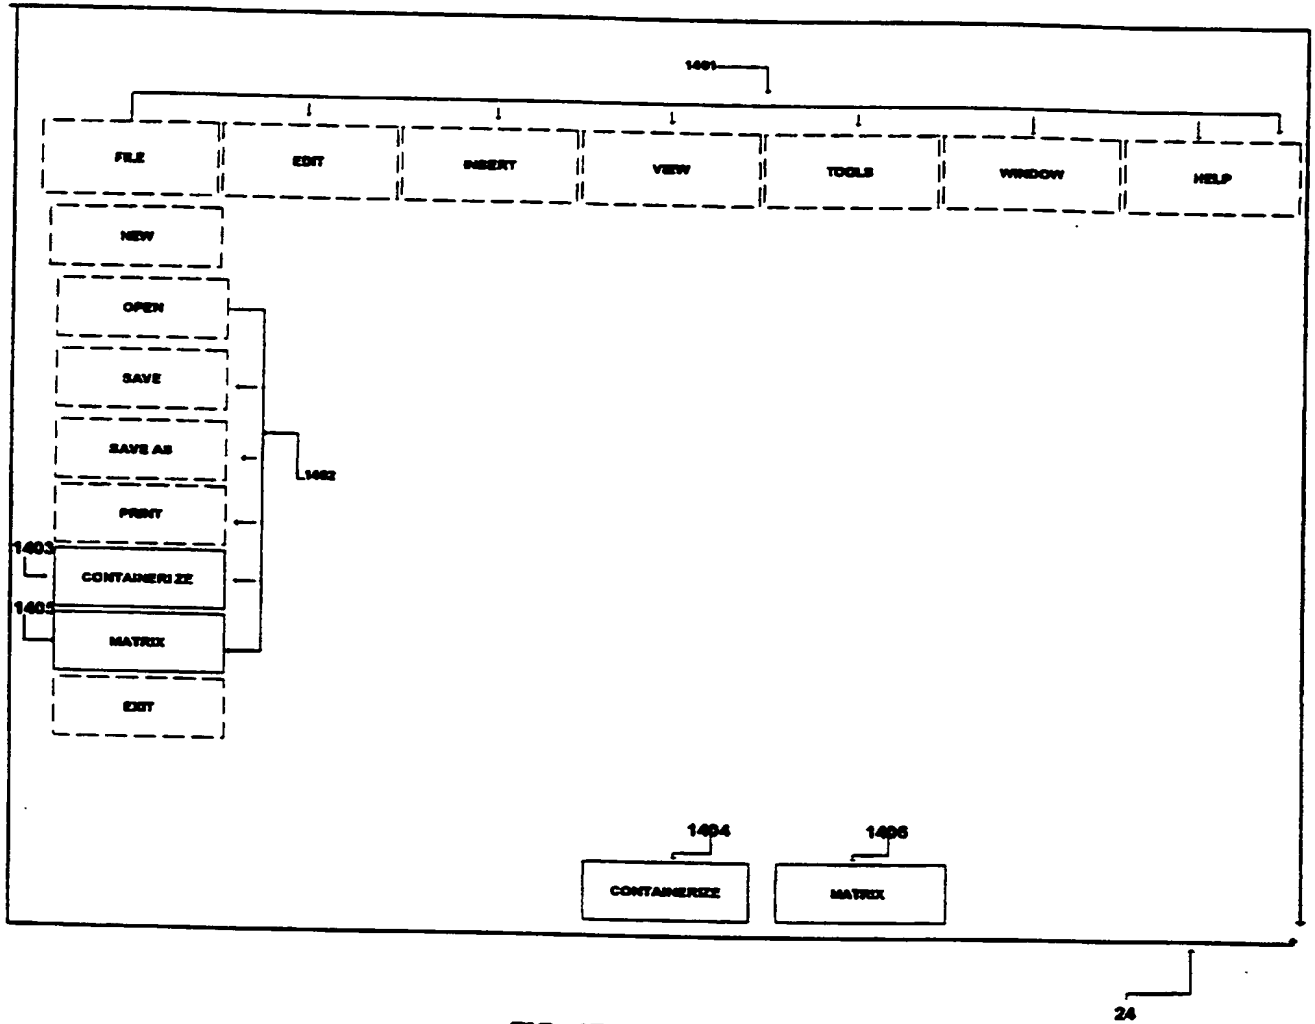 1401
FILE
EDIT
INSERT
VIEW
TOOLS
WINDOW
HELP
NEW
OPEN
SAVE
SAVE AS
1402
PRINT
1403
CONTAINERIZE
1405
MATRIX
EXIT
1404
1406
CONTAINERIZE
MATRIX
24